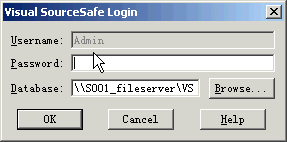 Visual SourceSafe Login
Username: Admin
Password:
Database: \\S001_fileserver\VS Browse...
OK Cancel Help